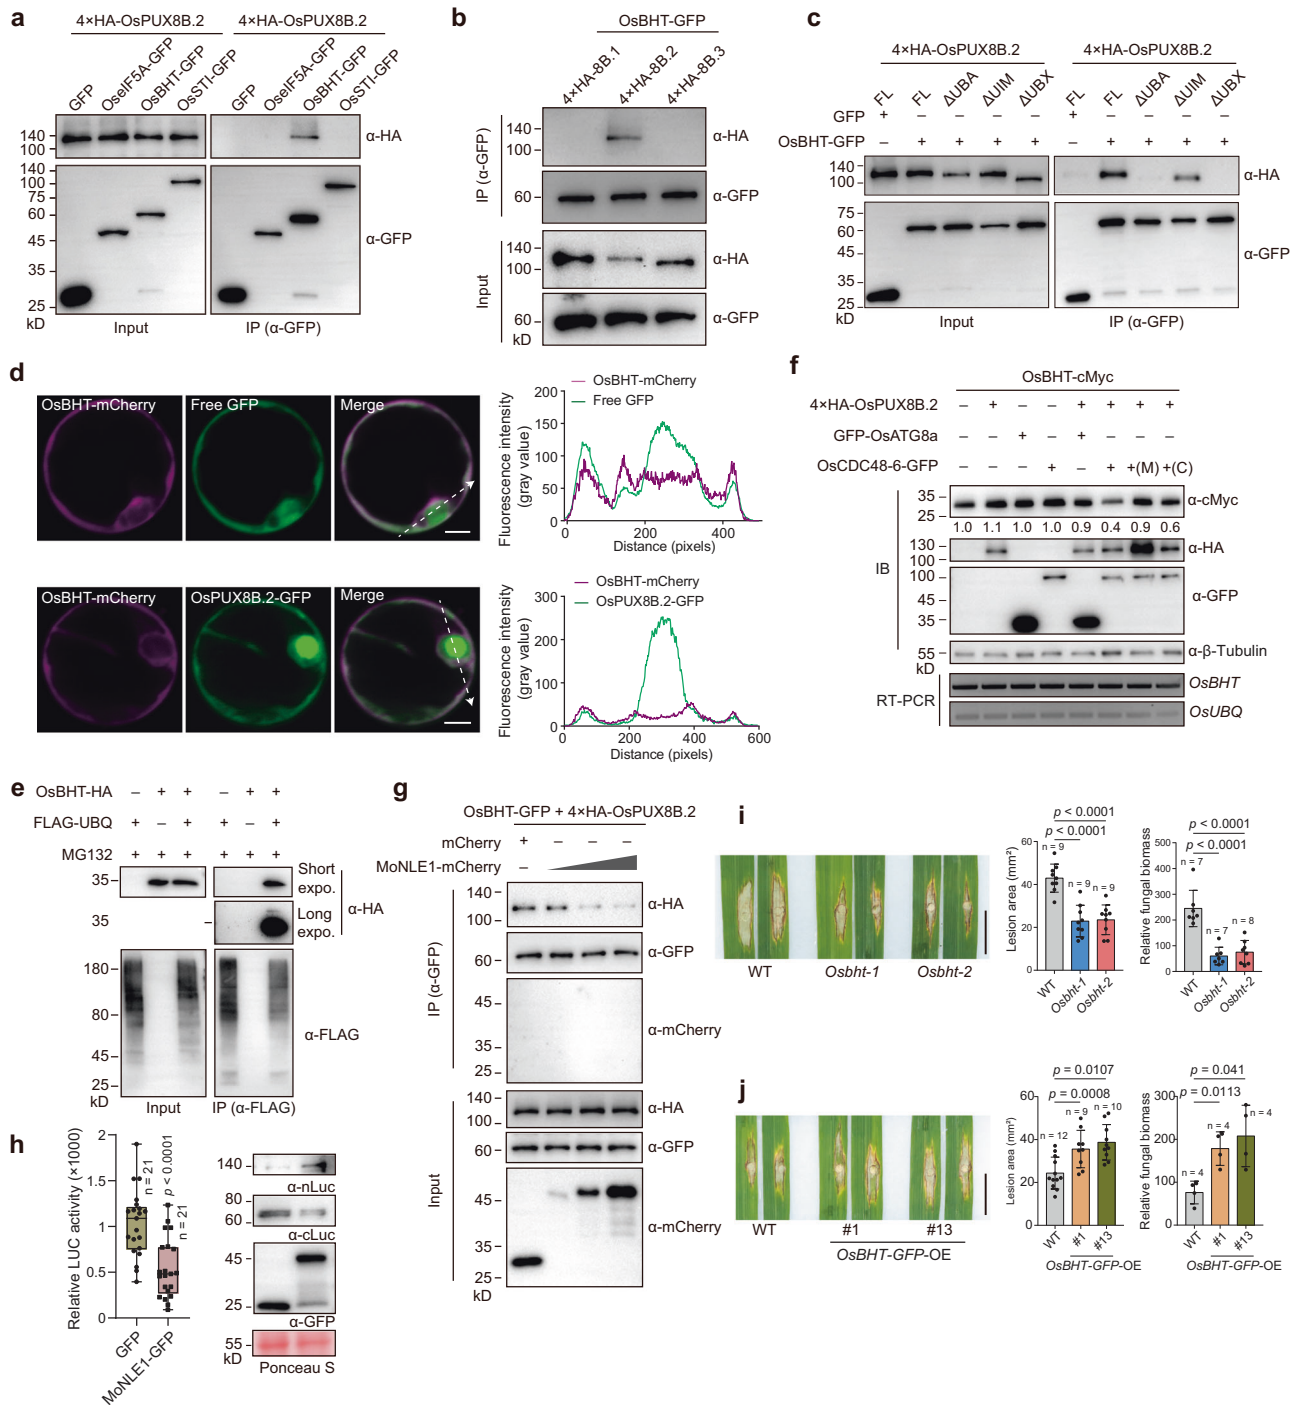 a
4×HA-OsPUX8B.2
4×HA-OsPUX8B.2
GFP
OseIF5A-GFP
OsBHT-GFP
OsSTI-GFP
GFP
OseIF5A-GFP
OsBHT-GFP
OsSTI-GFP
140
100
α-HA
140
100
75
60
45
35
25
kD
α-GFP
Input
IP (α-GFP)
b
OsBHT-GFP
4×HA-8B.1
4×HA-8B.2
4×HA-8B.3
IP (α-GFP)
140
100
α-HA
60
α-GFP
Input
140
100
α-HA
60
kD
α-GFP
c
4×HA-OsPUX8B.2
4×HA-OsPUX8B.2
FL
FL
ΔUBA
ΔUIM
ΔUBX
FL
FL
ΔUBA
ΔUIM
ΔUBX
GFP + – – – – + – – – –
OsBHT-GFP – + + + + – + + + +
140
100
α-HA
75
60
45
35
25
kD
α-GFP
Input
IP (α-GFP)
d
OsBHT-mCherry
Free GFP
Merge
OsBHT-mCherry
Free GFP
Fluorescence intensity
(gray value)
200
150
100
50
0
0 200 400
Distance (pixels)
OsBHT-mCherry
OsPUX8B.2-GFP
Merge
OsBHT-mCherry
OsPUX8B.2-GFP
Fluorescence intensity
(gray value)
300
200
100
0
0 200 400 600
Distance (pixels)
f
OsBHT-cMyc
4×HA-OsPUX8B.2 – + – – + + + +
GFP-OsATG8a – – + – + – – –
OsCDC48-6-GFP – – – + – + +(M) +(C)
IB
35
25
α-cMyc
1.0 1.1 1.0 1.0 0.9 0.4 0.9 0.6
130
100
α-HA
100
45
35
α-GFP
55
kD
α-β-Tubulin
RT-PCR
OsBHT
OsUBQ
e
OsBHT-HA – + + – + +
FLAG-UBQ + – + + – +
MG132 + + + + + +
35
Short
expo.
35
Long
expo.
α-HA
180
80
45
25
kD
α-FLAG
Input
IP (α-FLAG)
g
OsBHT-GFP + 4×HA-OsPUX8B.2
mCherry + – – –
MoNLE1-mCherry –
IP (α-GFP)
140
100
α-HA
60
α-GFP
45
35
25
α-mCherry
Input
140
100
α-HA
60
α-GFP
45
35
25
kD
α-mCherry
h
Relative LUC activity (×1000)
2
1
1
0.5
0
n = 21
p < 0.0001
n = 21
GFP
MoNLE1-GFP
140
α-nLuc
80
60
α-cLuc
45
25
α-GFP
55
kD
Ponceau S
i
WT
Osbht-1
Osbht-2
Lesion area (mm²)
60
40
20
0
p < 0.0001
p < 0.0001
n = 9
n = 9
n = 9
WT
Osbht-1
Osbht-2
Relative fungal biomass
500
400
300
200
100
0
p < 0.0001
p < 0.0001
n = 7
n = 7
n = 8
WT
Osbht-1
Osbht-2
j
WT
#1
#13
OsBHT-GFP-OE
Lesion area (mm²)
60
40
20
0
p = 0.0107
p = 0.0008
n = 12
n = 9
n = 10
WT
#1
#13
OsBHT-GFP-OE
Relative fungal biomass
300
200
100
0
p = 0.041
p = 0.0113
n = 4
n = 4
WT
#1
#13
OsBHT-GFP-OE